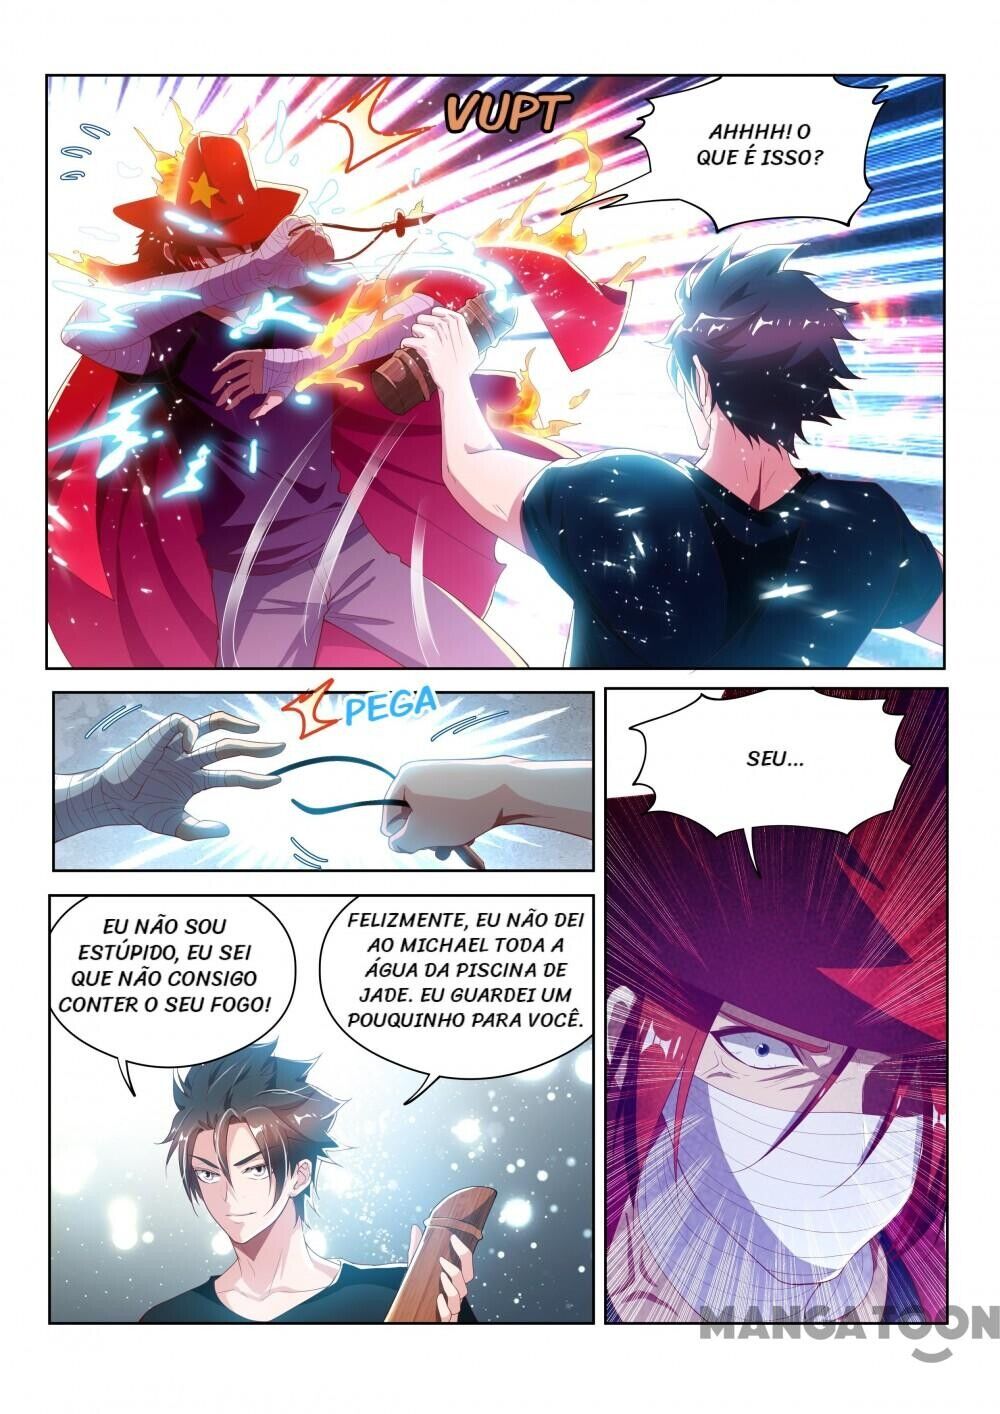 VUPT
AHHHH! O
QUE É ISSO?
PEGA
SEU...
EU NÃO SOU
ESTÚPIDO, EU SEI
QUE NÃO CONSIGO
CONTER O SEU FOGO!
FELIZMENTE, EU NÃO DEI
AO MICHAEL TODA A
ÁGUA DA PISCINA DE
JADE. EU GUARDEI UM
POUQUINHO PARA VOCÊ.
MANGATOON